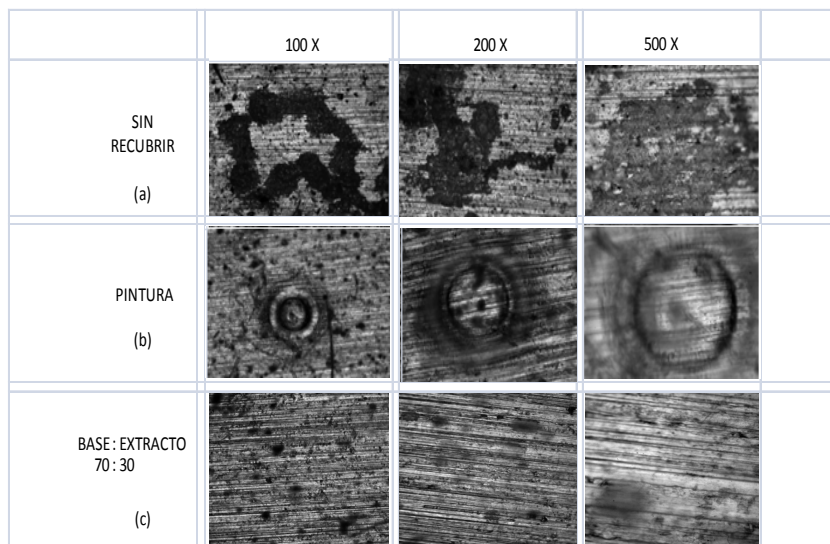 100 X
200 X
500 X
SIN
RECUBRIR
(a)
PINTURA
(b)
BASE : EXTRACTO
70 : 30
(c)